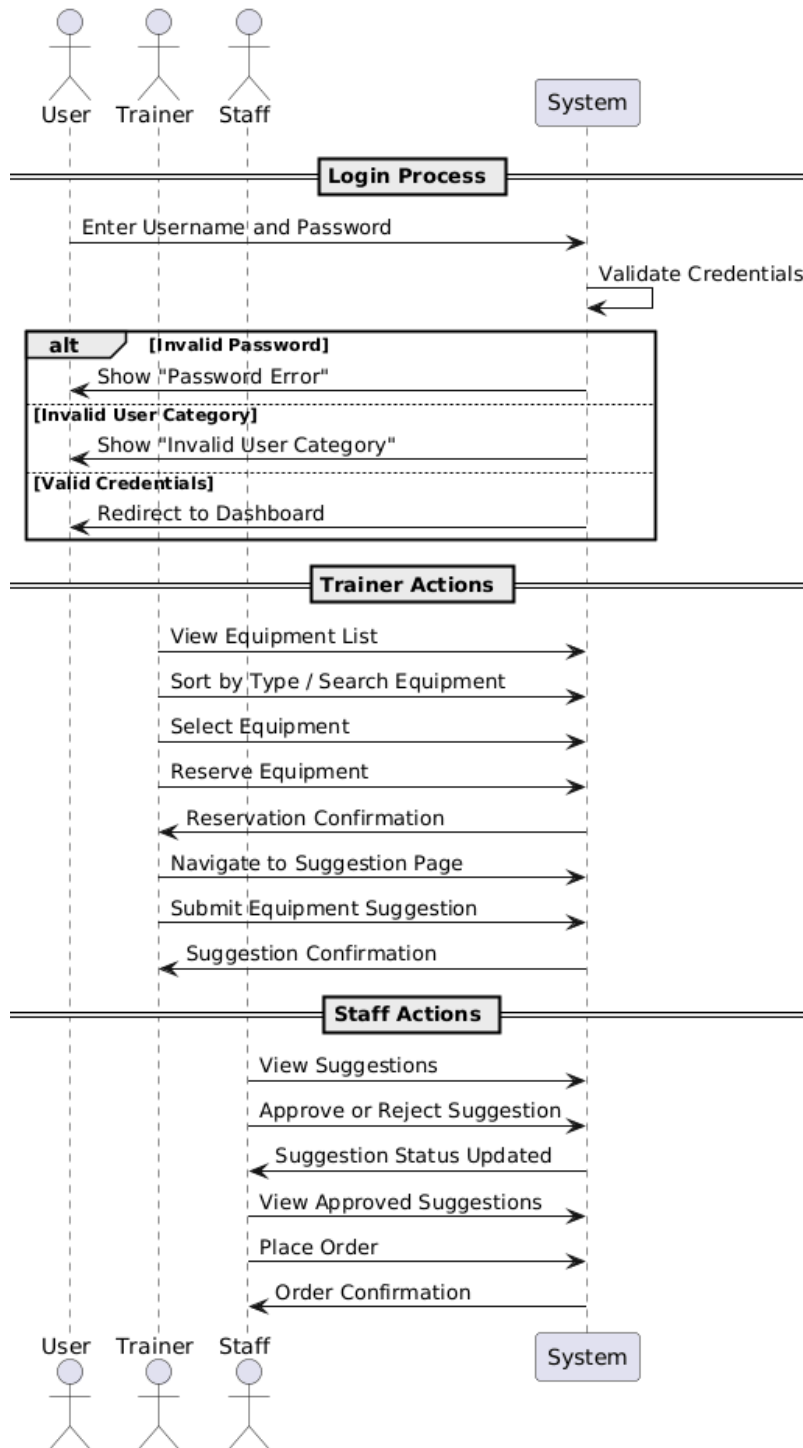 User Trainer Staff
System
Login Process
Enter Username and Password
Validate Credentials
alt [Invalid Password]
Show "Password Error"
[Invalid User Category]
Show "Invalid User Category"
[Valid Credentials]
Redirect to Dashboard
Trainer Actions
View Equipment List
Sort by Type / Search Equipment
Select Equipment
Reserve Equipment
Reservation Confirmation
Navigate to Suggestion Page
Submit Equipment Suggestion
Suggestion Confirmation
Staff Actions
View Suggestions
Approve or Reject Suggestion
Suggestion Status Updated
View Approved Suggestions
Place Order
Order Confirmation
User Trainer Staff
System